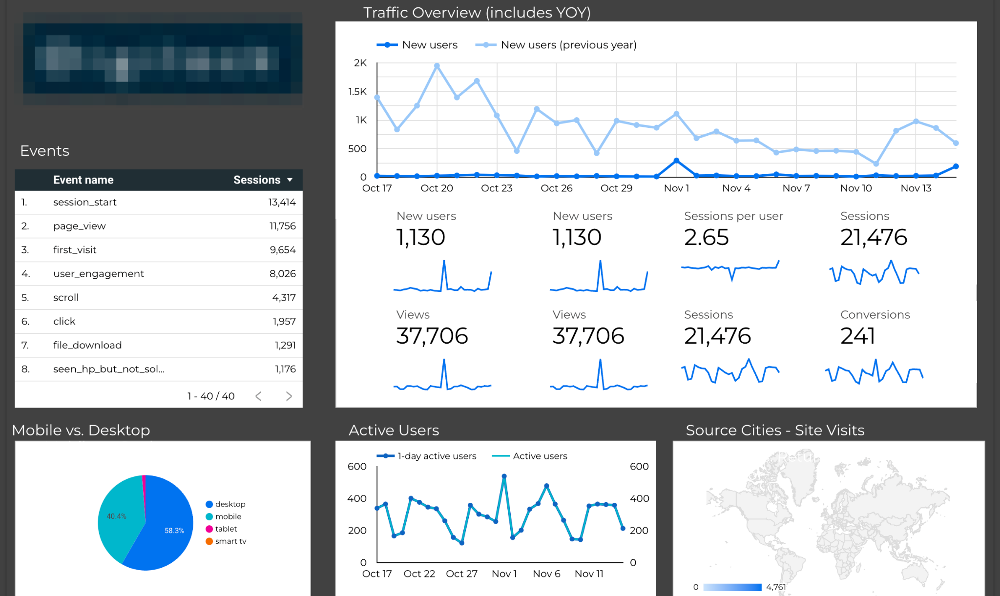 Traffic Overview (includes YOY)
New users
New users (previous year)
2K
1.5K
1K
500
0
Oct 17
Oct 20
Oct 23
Oct 26
Oct 29
Nov 1
Nov 4
Nov 7
Nov 10
Nov 13
Events
Event name Sessions
1. session_start 13,414
2. page_view 11,756
3. first_visit 9,654
4. user_engagement 8,026
5. scroll 4,317
6. click 1,957
7. file_download 1,291
8. seen_hp_but_not_sol... 1,176
1 - 40 / 40
New users
1,130
New users
1,130
Sessions per user
2.65
Sessions
21,476
Views
37,706
Views
37,706
Sessions
21,476
Conversions
241
Mobile vs. Desktop
40.4%
58.3%
desktop
mobile
tablet
smart tv
Active Users
1-day active users
Active users
600
400
200
0
600
400
200
0
Oct 17
Oct 22
Oct 27
Nov 1
Nov 6
Nov 11
Source Cities - Site Visits
0
4,761